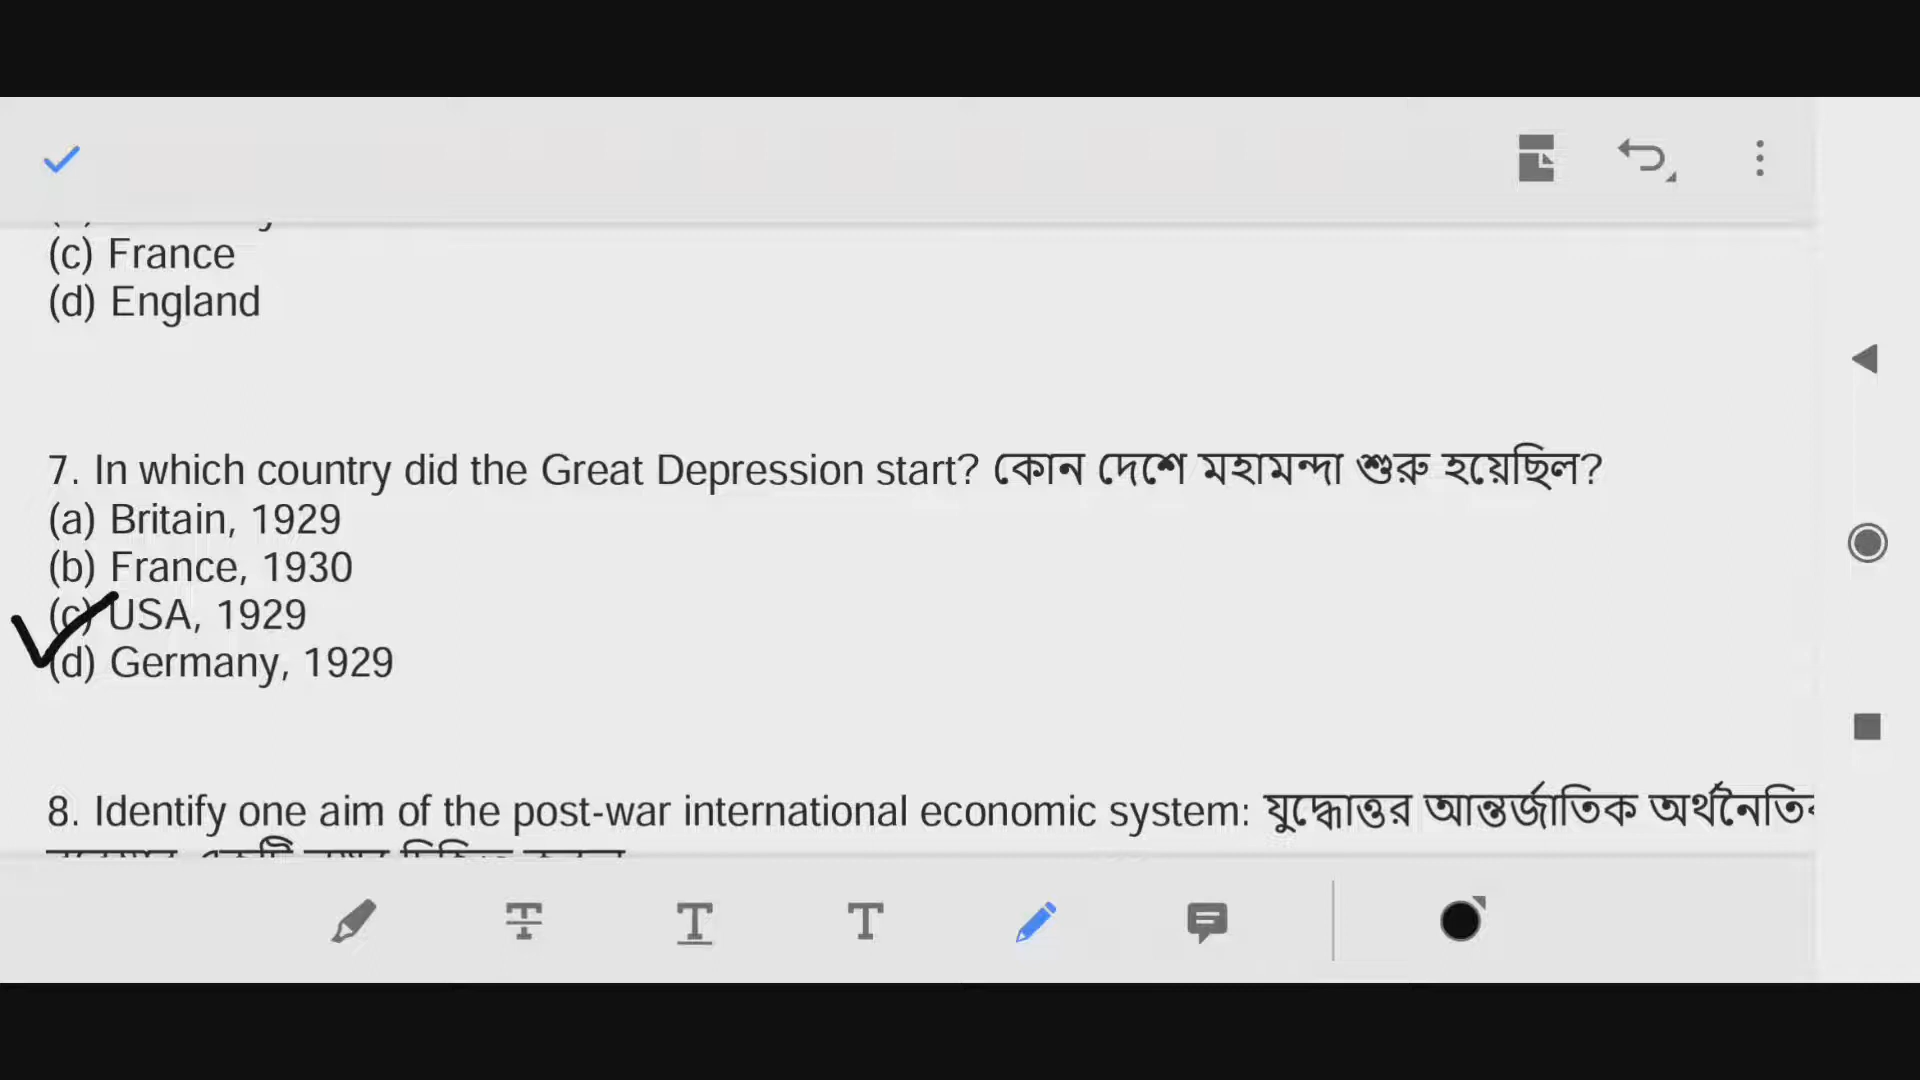 (c) France
(d) England
7. In which country did the Great Depression start? কোন দেশে মহামন্দা শুরু হয়েছিল?
(a) Britain, 1929
(b) France, 1930
(c) USA, 1929
(d) Germany, 1929
8. Identify one aim of the post-war international economic system: যুদ্ধোত্তর আন্তর্জাতিক